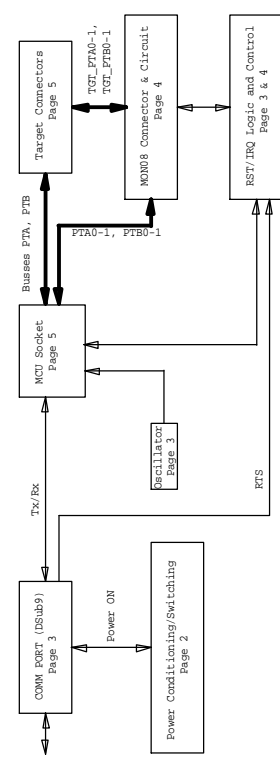 Target Connectors
Page 5
TGT_PTA0-1,
TGT_PTB0-1
MON08 Connector & Circuit
Page 4
RST/IRQ Logic and Control
Page 3 & 4
Busses PTA, PTB
PTA0-1, PTB0-1
MCU Socket
Page 5
Oscillator
Page 3
Tx/Rx
RTS
COMM PORT (DSub9)
Page 3
Power ON
Power Conditioning/Switching
Page 2